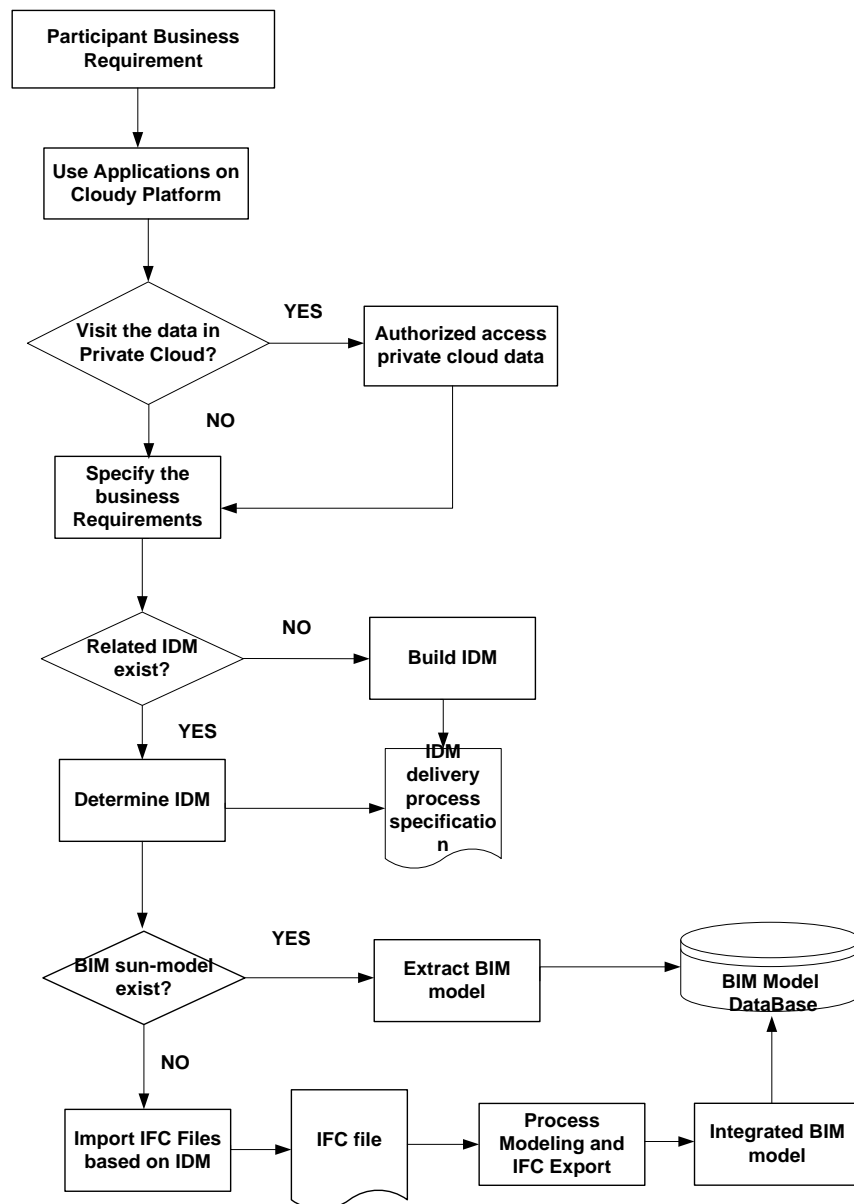 Participant Business
Requirement
Use Applications on
Cloudy Platform
Visit the data in
Private Cloud?
YES
Authorized access
private cloud data
NO
Specify the
business
Requirements
Related IDM
exist?
NO
Build IDM
YES
Determine IDM
IDM
delivery
process
specificatio
n
BIM sun-model
exist?
YES
Extract BIM
model
BIM Model
DataBase
NO
Import IFC Files
based on IDM
IFC file
Process
Modeling and
IFC Export
Integrated BIM
model